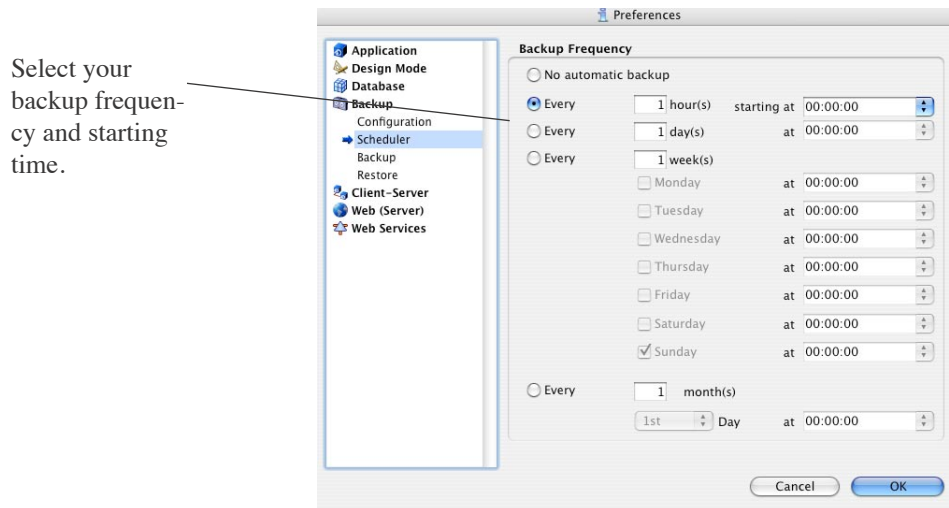 Preferences
Select your
backup frequen-
cy and starting
time.
Application
Design Mode
Database
Backup
Configuration
Scheduler
Backup
Restore
Client-Server
Web (Server)
Web Services
Backup Frequency
No automatic backup
Every 1 hour(s) starting at 00:00:00
Every 1 day(s) at 00:00:00
Every 1 week(s)
Monday at 00:00:00
Tuesday at 00:00:00
Wednesday at 00:00:00
Thursday at 00:00:00
Friday at 00:00:00
Saturday at 00:00:00
Sunday at 00:00:00
Every 1 month(s)
1st Day at 00:00:00
Cancel OK